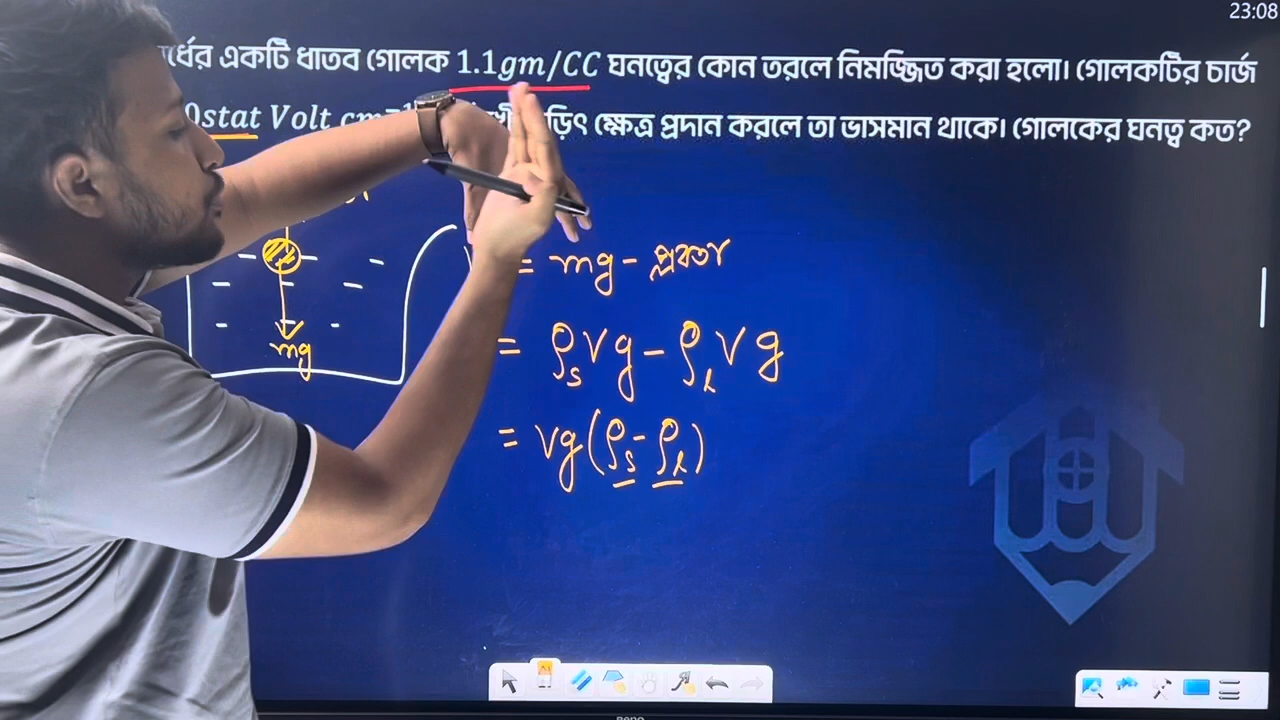 23:08
একটি ধাতব গোলক 1.1gm/CC ঘনত্বের কোন তরলে নিমজ্জিত করা হলো। গোলকটির চার্জ
0stat Volt ক্ষেত্র প্রদান করলে তা ভাসমান থাকে। গোলকের ঘনত্ব কত?
= mg - প্লবতা
= ρₛvg - ρₗvg
mg
= vg(ρₛ - ρₗ)
BenQ